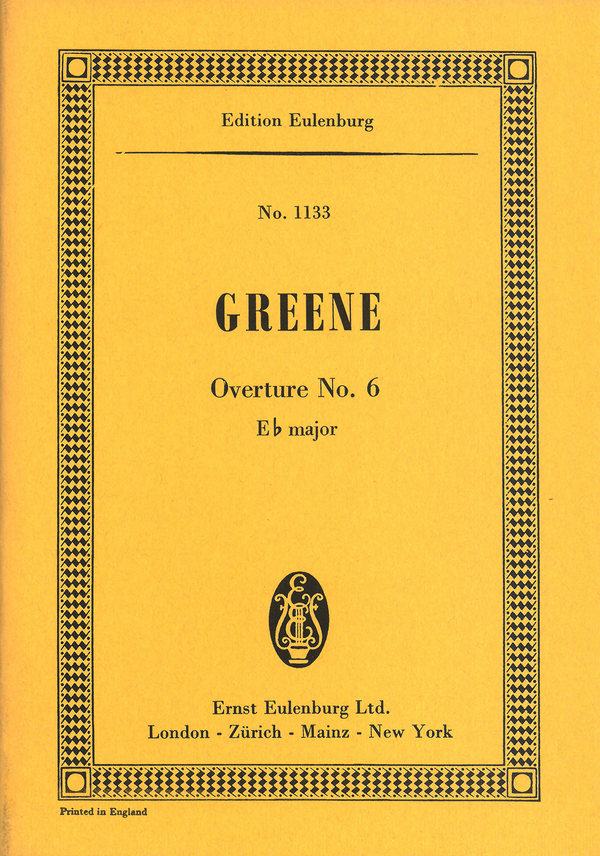 Edition Eulenburg
No. 1133
GREENE
Overture No. 6
E♭ major
E
Ernst Eulenburg Ltd.
London - Zürich - Mainz - New York
Printed in England